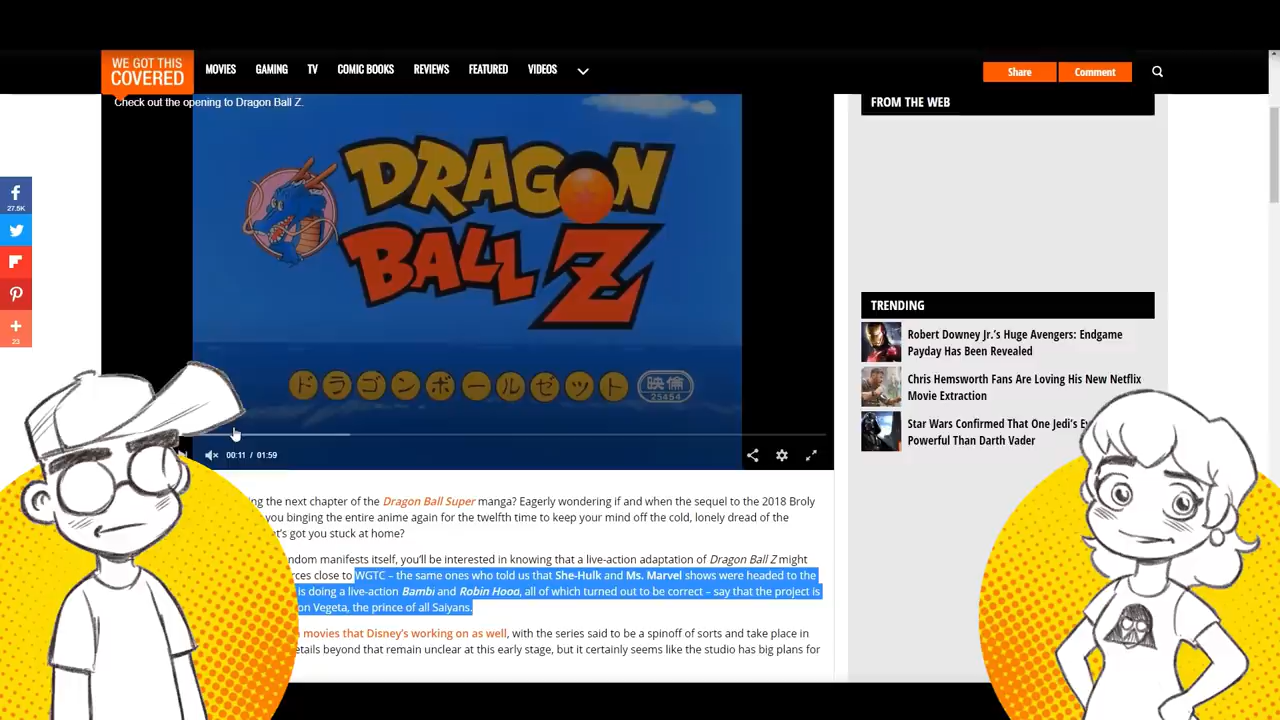 WE GOT THIS
COVERED
MOVIES
GAMING
TV
COMIC BOOKS
REVIEWS
FEATURED
VIDEOS
Share
Comment
Check out the opening to Dragon Ball Z.
DRAGON
BALL Z
ドラゴンボールゼット
映倫
25454
00:11 / 01:59
27.5K
23
FROM THE WEB
TRENDING
Robert Downey Jr.'s Huge Avengers: Endgame
Payday Has Been Revealed
Chris Hemsworth Fans Are Loving His New Netflix
Movie Extraction
Star Wars Confirmed That One Jedi's
Powerful Than Darth Vader
the next chapter of the Dragon Ball Super manga? Eagerly wondering if and when the sequel to the 2018 Broly
you binging the entire anime again for the twelfth time to keep your mind off the cold, lonely dread of the
got you stuck at home?
manifests itself, you'll be interested in knowing that a live-action adaptation of Dragon Ball Z might
close to WGTC – the same ones who told us that She-Hulk and Ms. Marvel shows were headed to the
is doing a live-action Bambi and Robin Hood, all of which turned out to be correct – say that the project is
on Vegeta, the prince of all Saiyans.
movies that Disney's working on as well, with the series said to be a spinoff of sorts and take place in
beyond that remain unclear at this early stage, but it certainly seems like the studio has big plans for